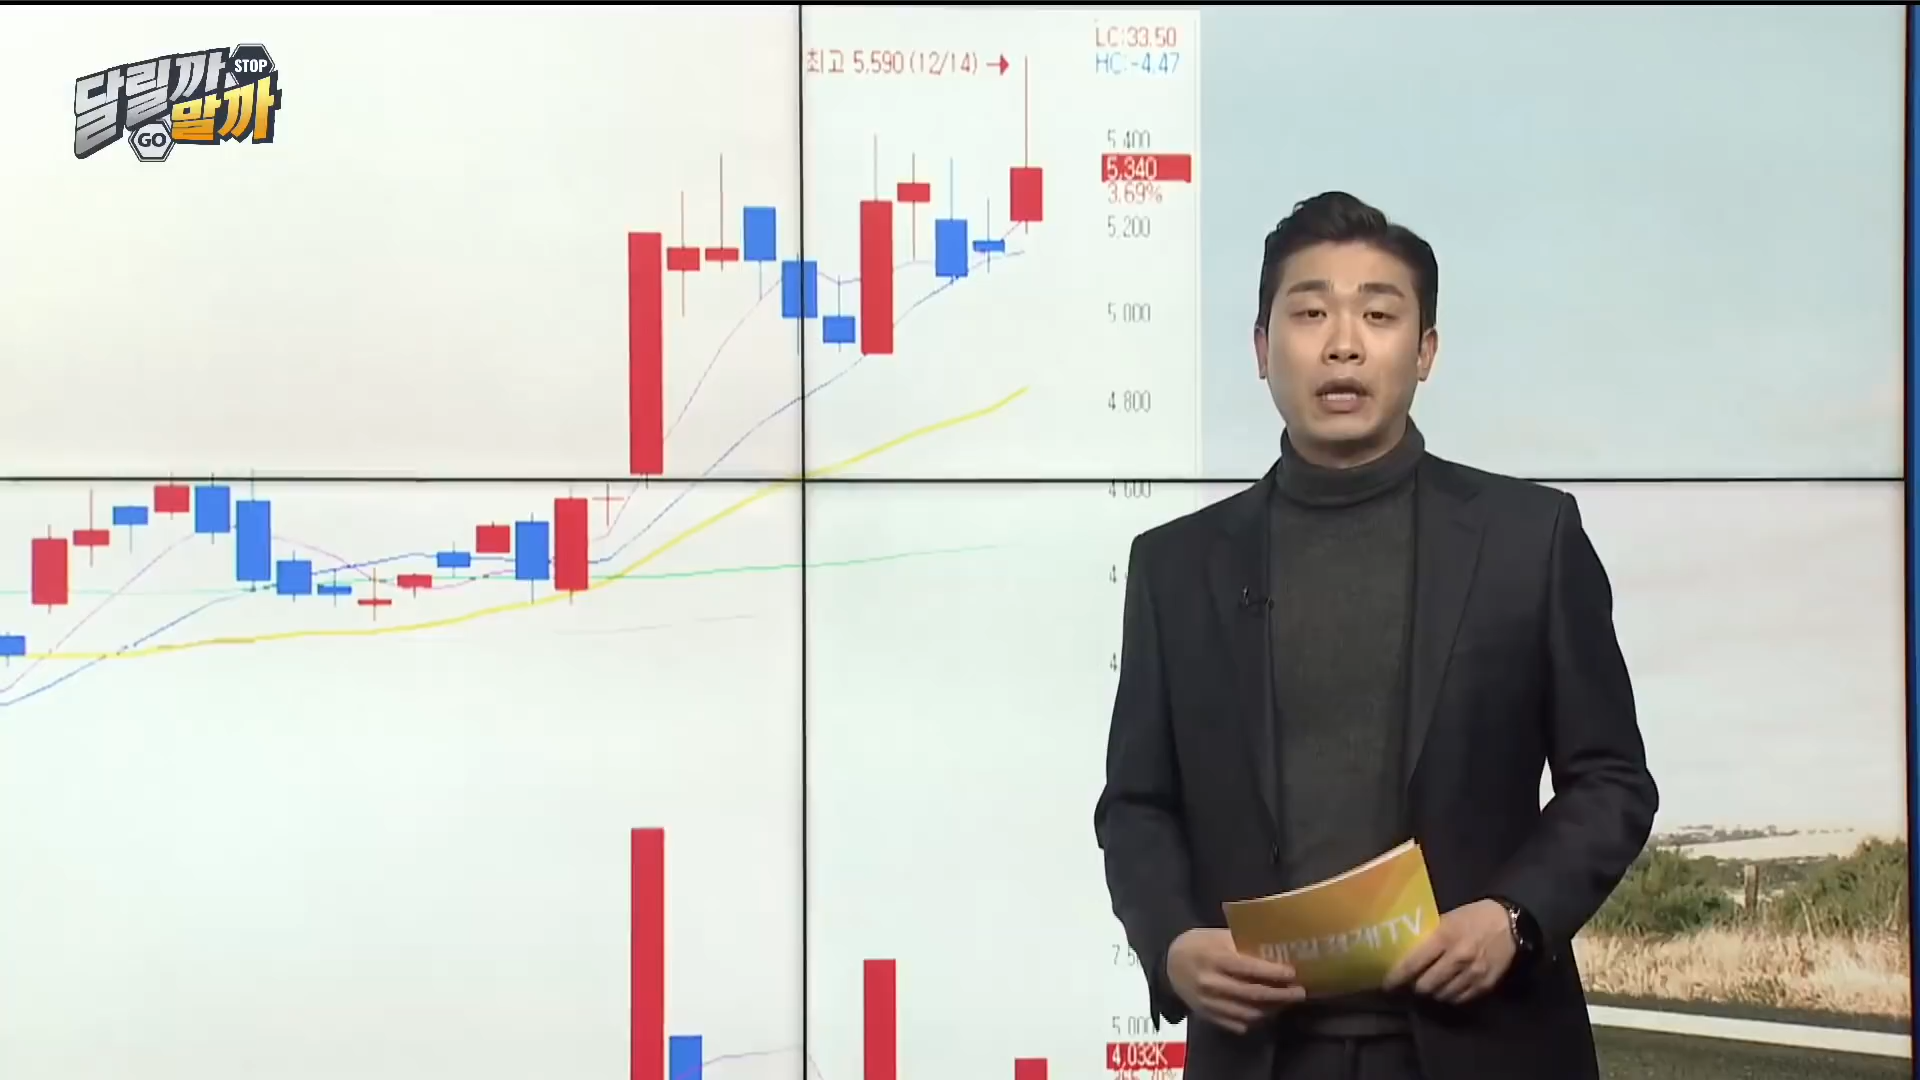 달릴까 STOP
GO 말까
최고 5,590 (12/14) →
LC:33.50
HC:-4.47
5,400
5,340
3.69%
5,200
5,000
4,800
4,600
4,032K
5,000
매일경제TV